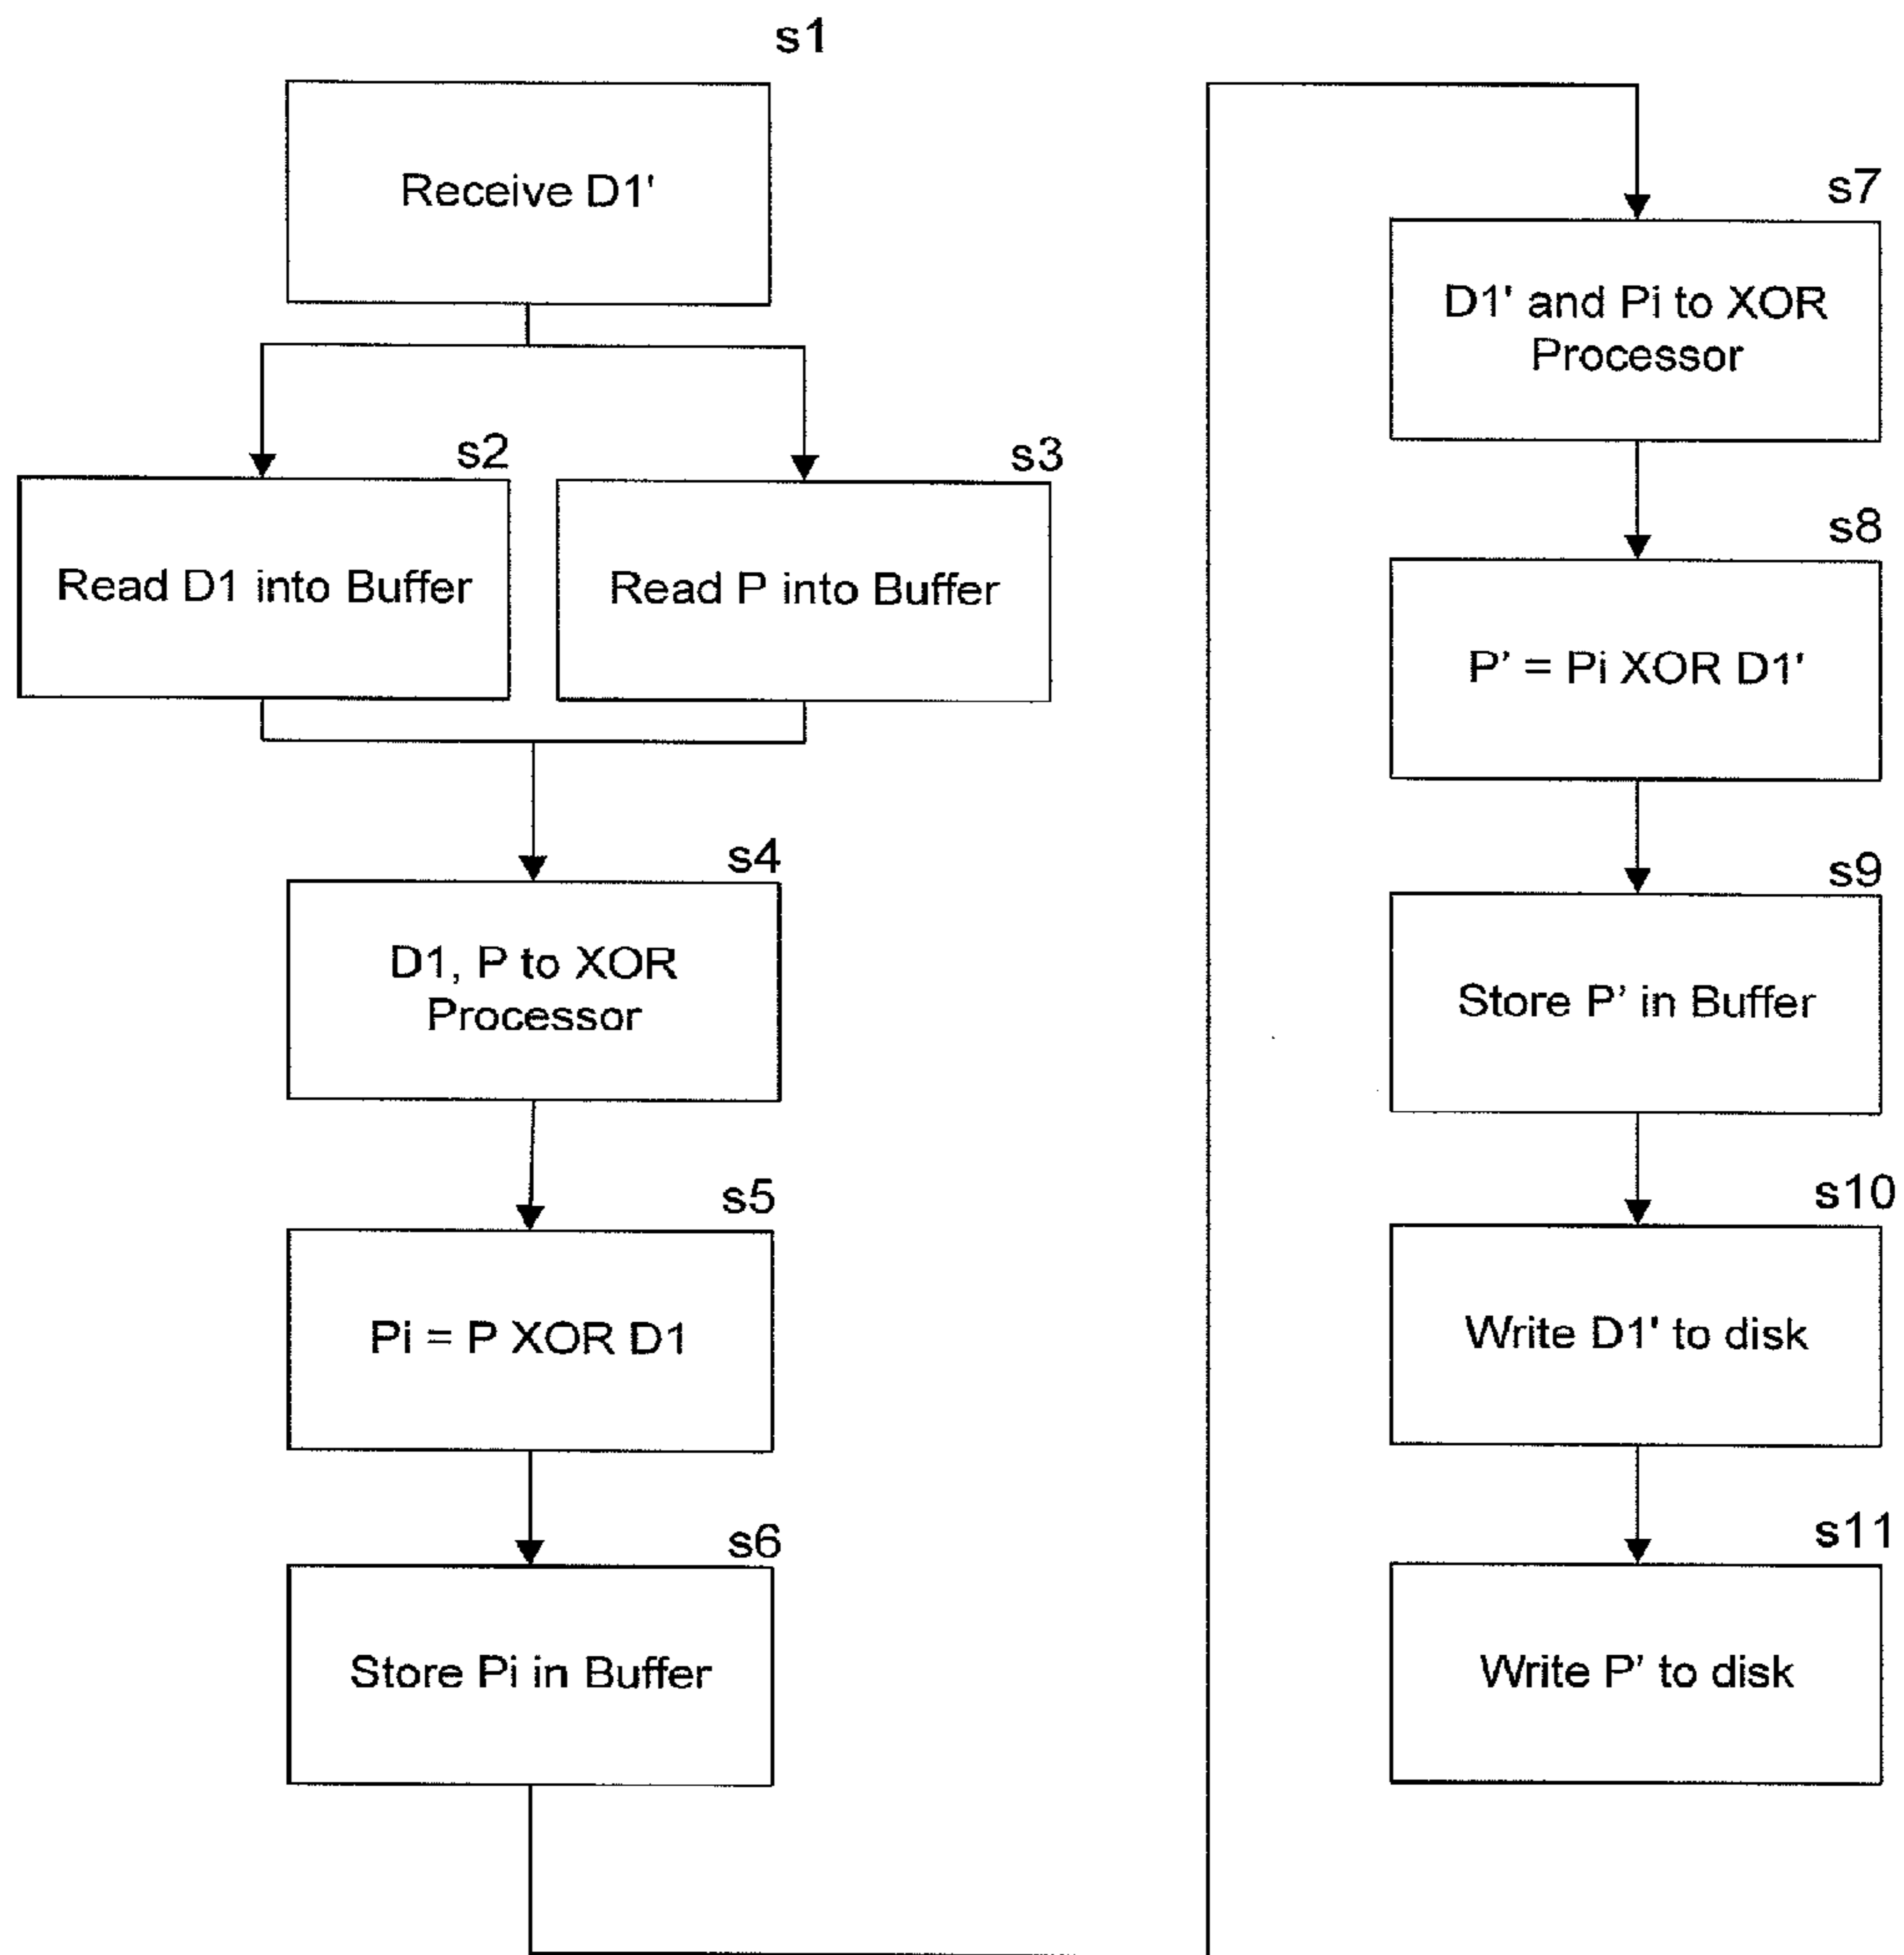 s1
Receive D1'
s2
Read D1 into Buffer
s3
Read P into Buffer
s4
D1, P to XOR
Processor
s5
Pi = P XOR D1
s6
Store Pi in Buffer
s7
D1' and Pi to XOR
Processor
s8
P’ = Pi XOR D1'
s9
Store P’ in Buffer
s10
Write D1' to disk
s11
Write P’ to disk